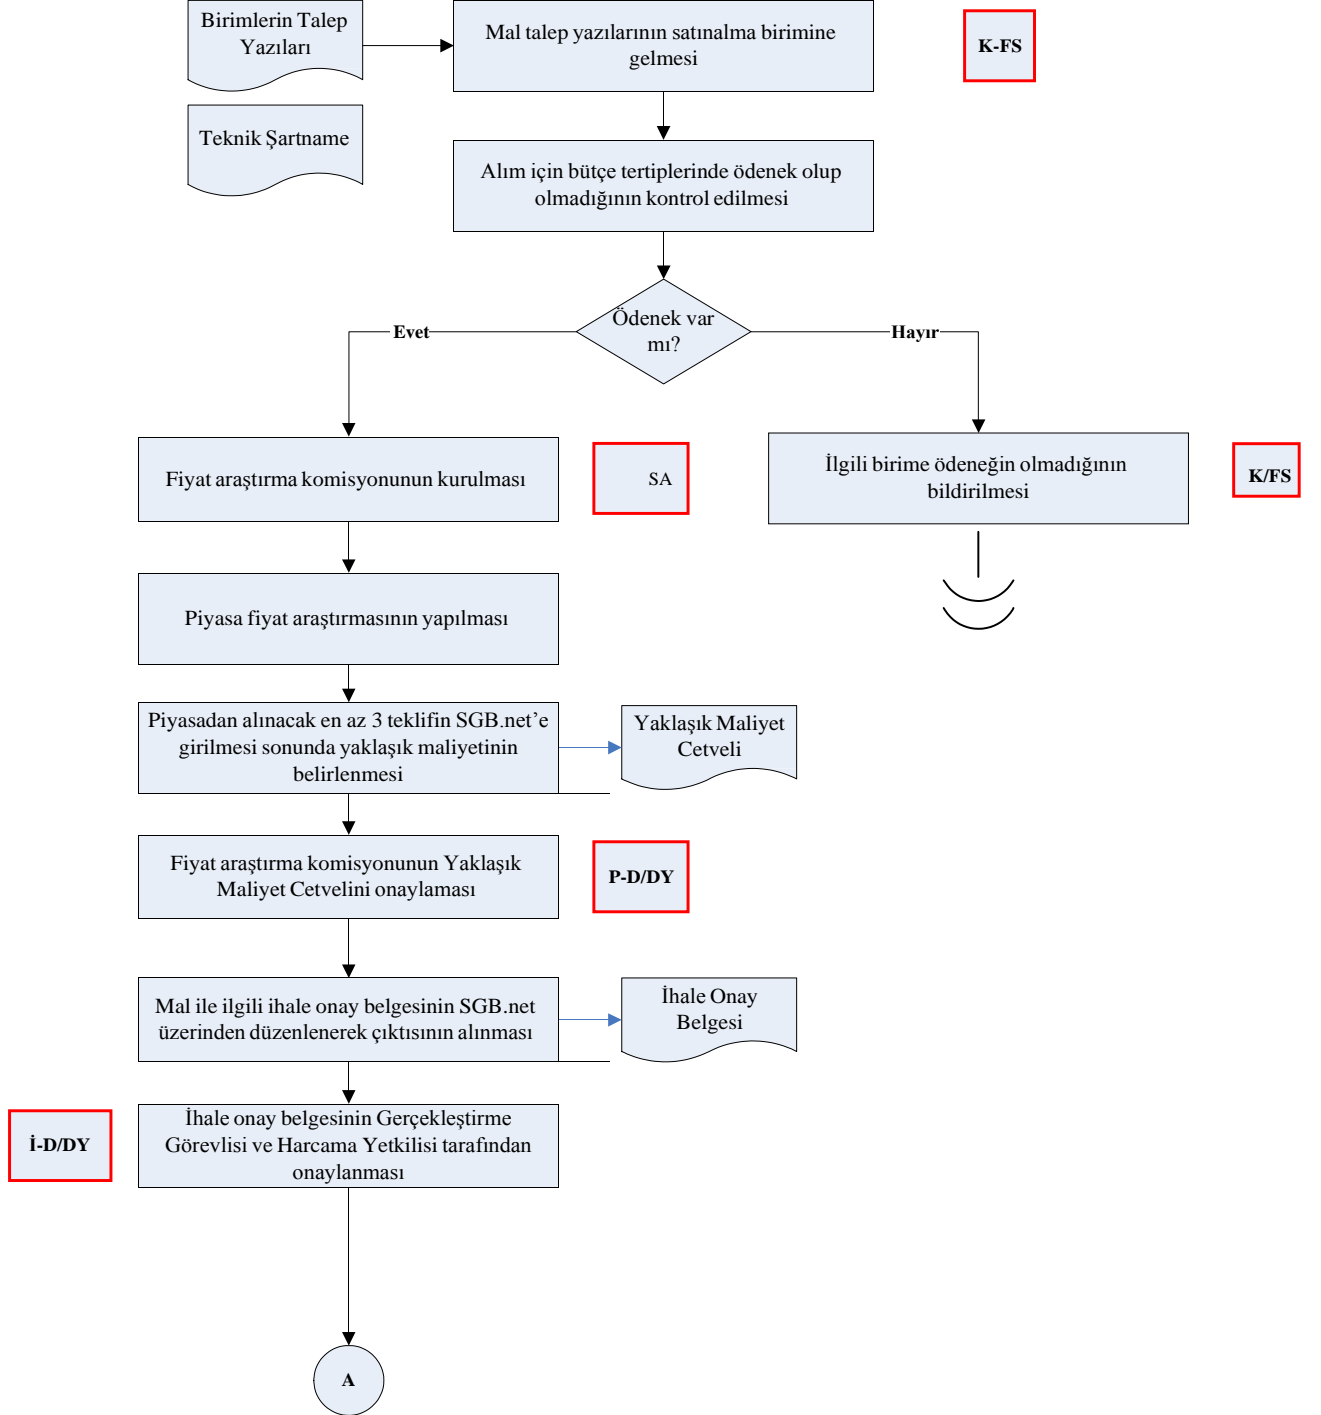 Birimlerin Talep
Yazıları
Mal talep yazılarının satınalma birimine
gelmesi
K-FS
Teknik Şartname
Alım için bütçe tertiplerinde ödenek olup
olmadığının kontrol edilmesi
Ödenek var
mı?
Evet
Hayır
Fiyat araştırma komisyonunun kurulması
SA
İlgili birime ödeneğin olmadığının
bildirilmesi
K/FS
Piyasa fiyat araştırmasının yapılması
Piyasadan alınacak en az 3 teklifin SGB.net’e
girilmesi sonunda yaklaşık maliyetinin
belirlenmesi
Yaklaşık Maliyet
Cetveli
Fiyat araştırma komisyonunun Yaklaşık
Maliyet Cetvelini onaylaması
P-D/DY
Mal ile ilgili ihale onay belgesinin SGB.net
üzerinden düzenlenerek çıktısının alınması
İhale Onay
Belgesi
İ-D/DY
İhale onay belgesinin Gerçekleştirme
Görevlisi ve Harcama Yetkilisi tarafından
onaylanması
A